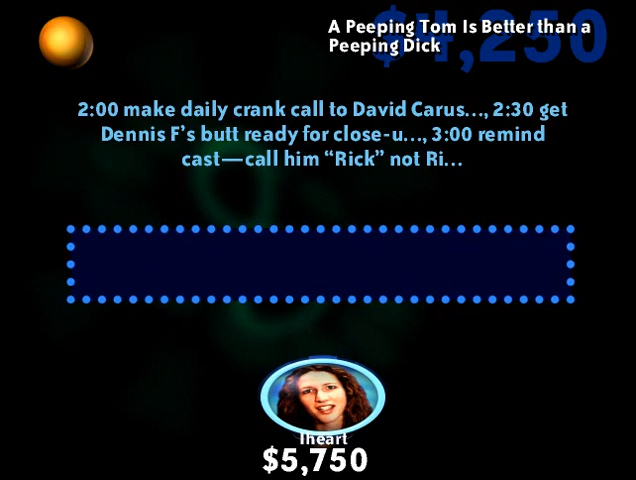 $4,250
A Peeping Tom Is Better than a
Peeping Dick
2:00 make daily crank call to David Carus..., 2:30 get
Dennis F's butt ready for close-u..., 3:00 remind
cast—call him “Rick” not Ri...
Iheart
$5,750